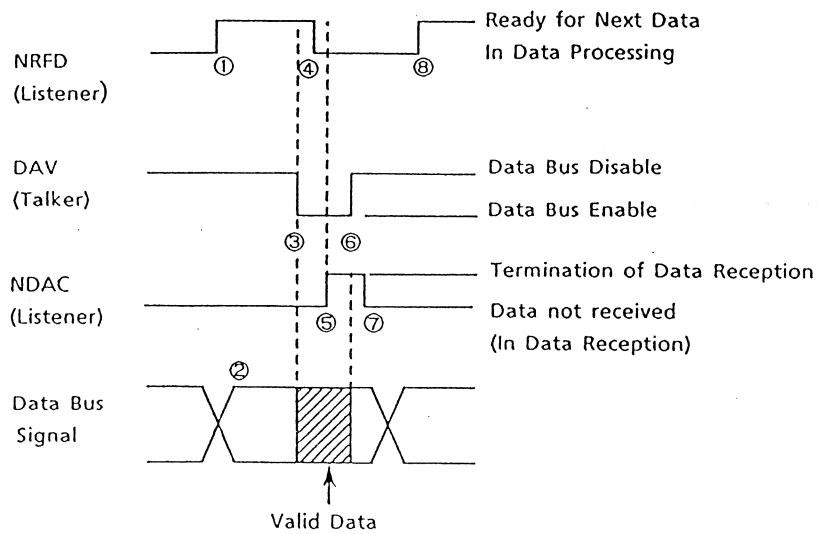 Ready for Next Data
In Data Processing
NRFD
(Listener)
①
④
⑧
DAV
(Talker)
Data Bus Disable
Data Bus Enable
③
⑥
NDAC
(Listener)
Termination of Data Reception
Data not received
(In Data Reception)
⑤
⑦
②
Data Bus
Signal
Valid Data